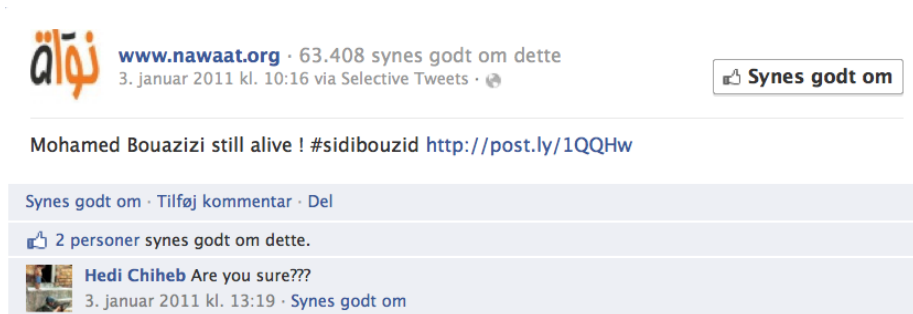 نواة
www.nawaat.org · 63.408 synes godt om dette
3. januar 2011 kl. 10:16 via Selective Tweets ·
Synes godt om
Mohamed Bouazizi still alive ! #sidibouzid http://post.ly/1QQHw
Synes godt om · Tilføj kommentar · Del
2 personer synes godt om dette.
Hedi Chiheb Are you sure???
3. januar 2011 kl. 13:19 · Synes godt om